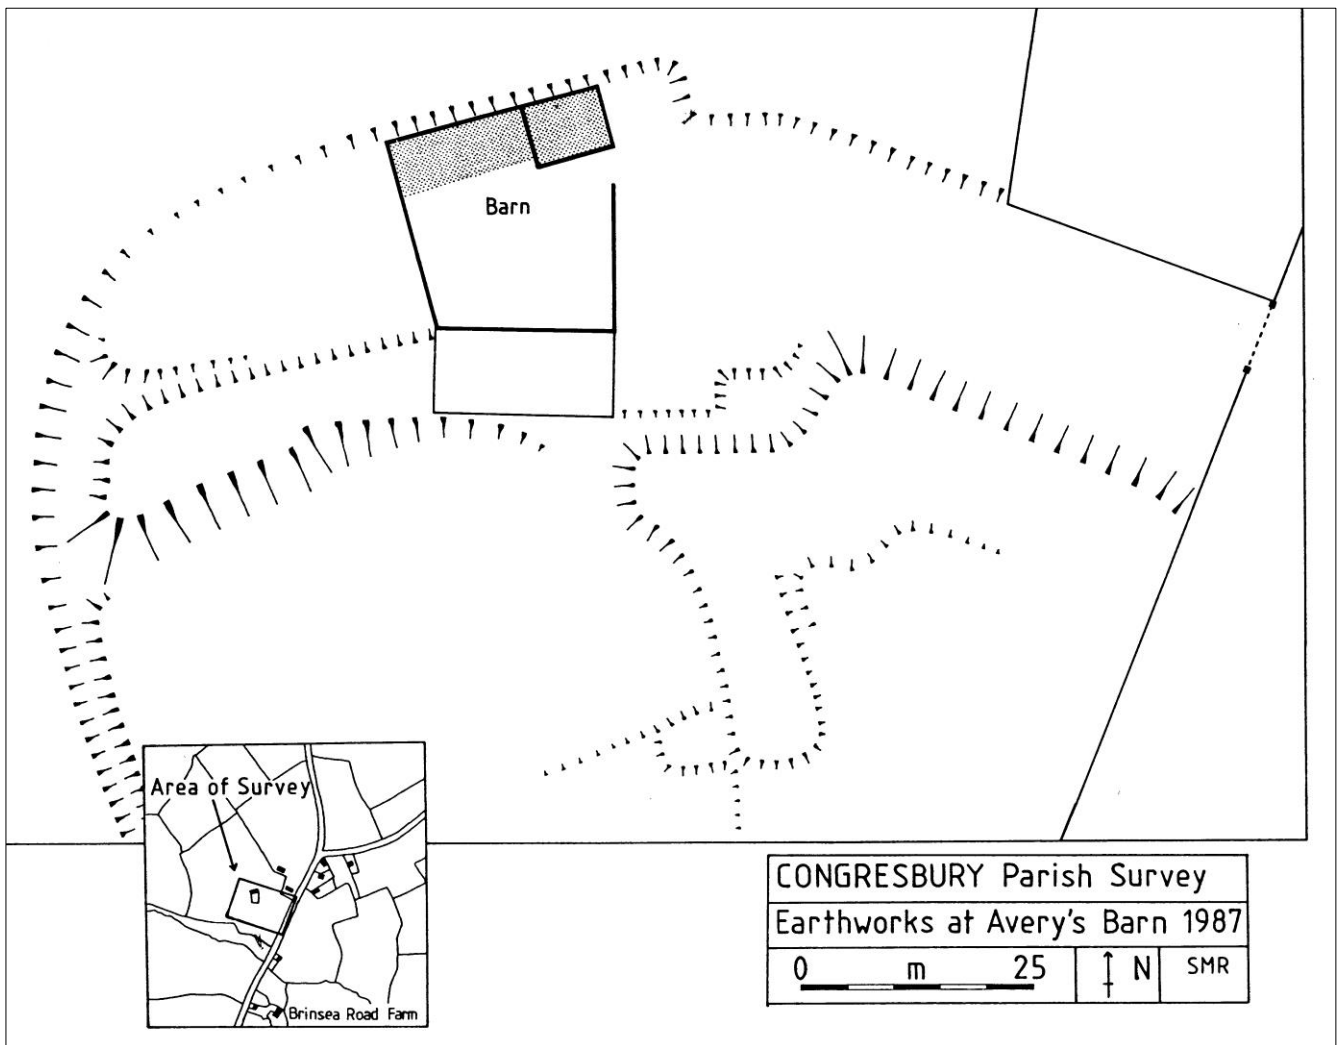 Barn
Area of Survey
Brinsea Road Farm
CONGRESBURY Parish Survey
Earthworks at Avery's Barn 1987
0 m 25
N
SMR